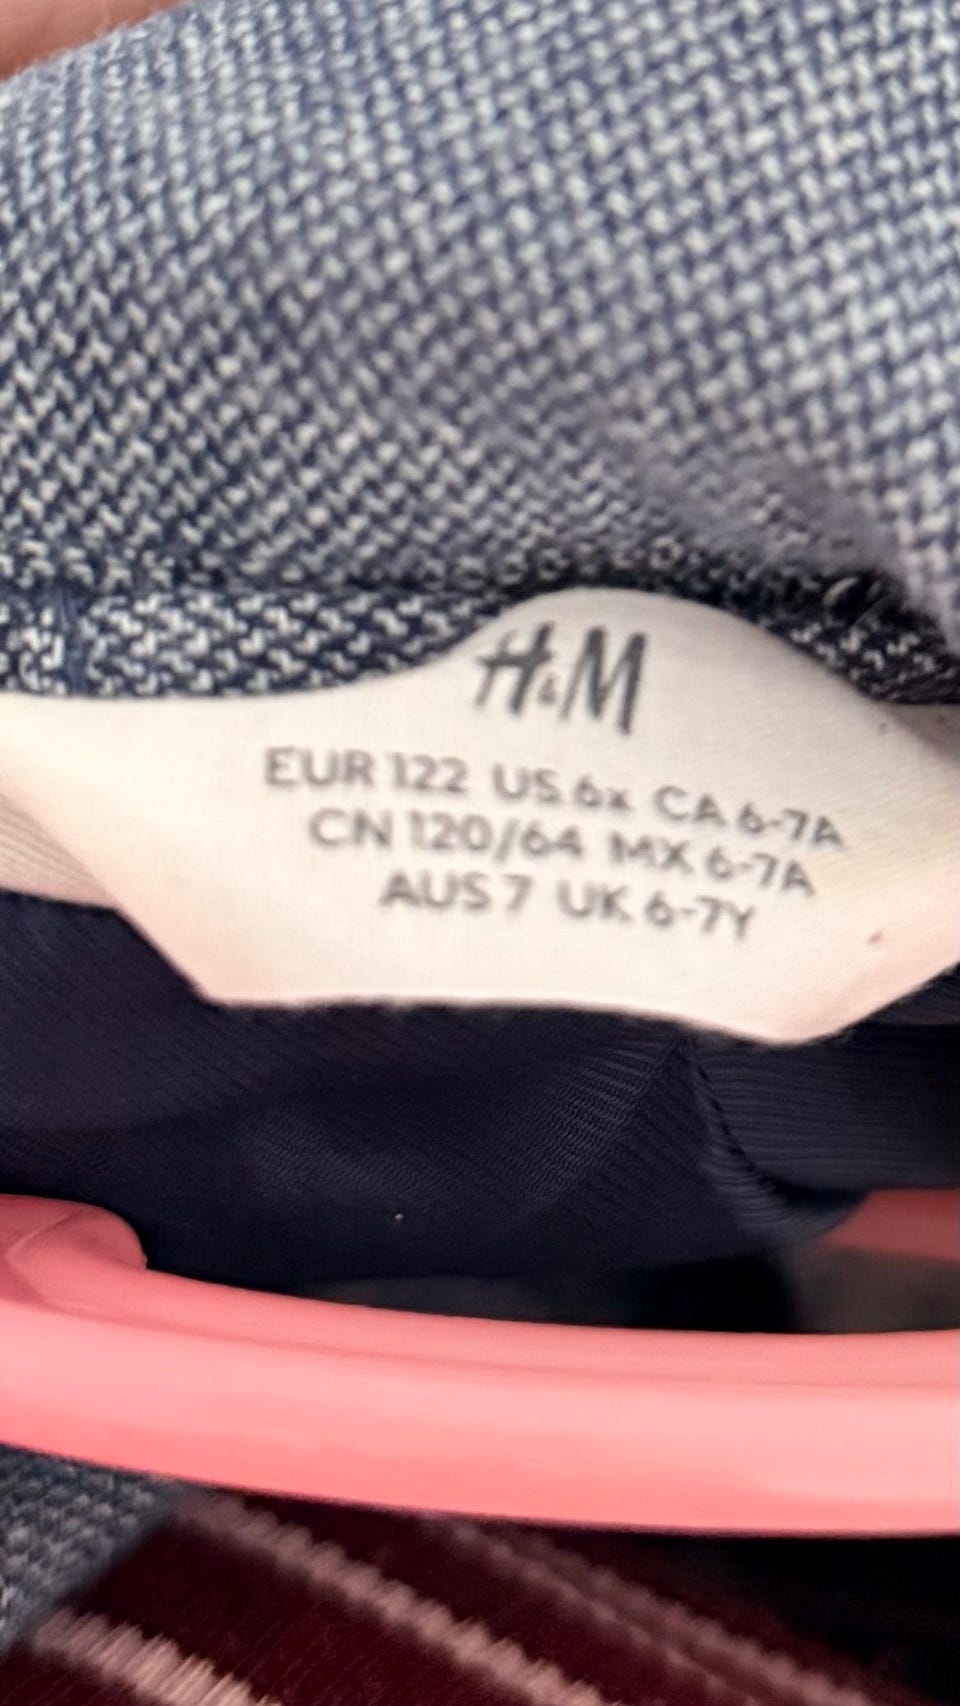 H&M
EUR 122 US 6x CA 6-7A
CN 120/64 MX 6-7A
AUS 7 UK 6-7Y